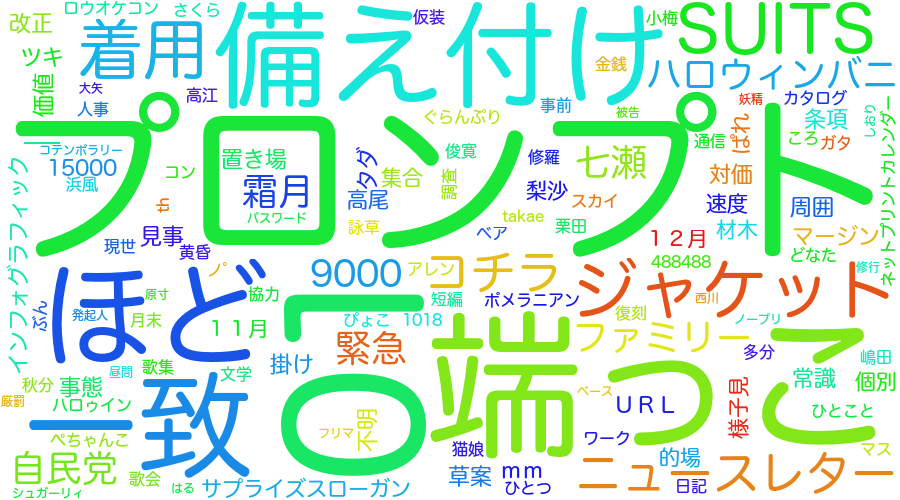 ロウオケコン
さくら
仮装
小梅
SUITS
改正
着用
備え付け
金銭
ハロウィンバニー
ツキ
価値
大矢
人事
高江
ぐらんぷり
事前
被告
妖精
カタログ
しおり
プロンプト
コテンポラリー
15000
浜風
コン
置き場
タダ
俊寛
集合
調査
修羅
七瀬
通信
ぱれ
ころ
ガタ
条項
対価
ネットプリントカレンダー
インフォグラフィック
th
霜月
パスワード
高尾
詠草
takae
ベア
梨沙
スカイ
栗田
速度
周囲
材木
マージン
どなた
現世
見事
黄昏
12月
488488
修行
ほど
ノベ
9000
アレン
コチラ
ジャケット
西川
ぶん
発起人
原寸
月末
協力
11月
ぴょこ
1018
短編
ポメラニアン
復刻
ノーブリ
10
緊急
端っこ
ファミリー
多分
嶋田
秋分
昼間
歌集
文学
掛け
常識
個別
厳罰
事態
ハロゥイン
一致
ベース
URL
様子見
ひとこと
ぺちゃんこ
フリマ
不明
猫娘
ワーク
マス
自民党
草案
mm
ひとつ
ニュースレター
的場
日記
シュガーリィ
歌会
はる
サプライズスローガン